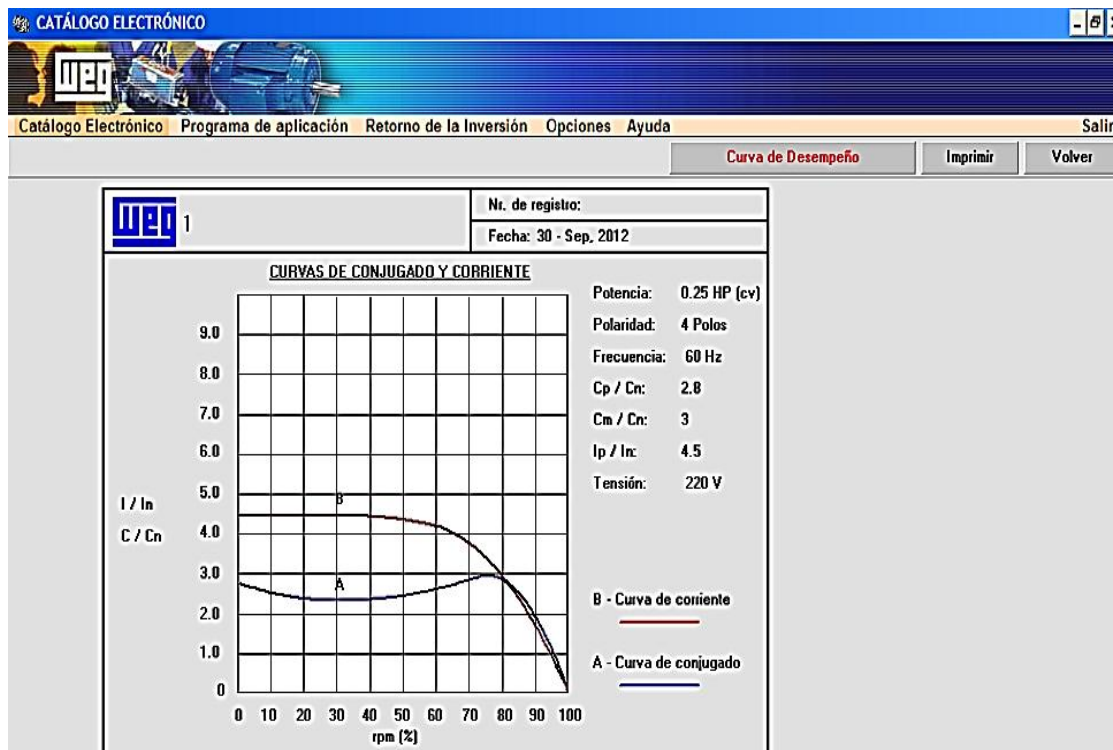 CATÁLOGO ELECTRÓNICO
WEG
Catálogo Electrónico Programa de aplicación Retorno de la Inversión Opciones Ayuda Salir
Curva de Desempeño Imprimir Volver
WEG 1
Nr. de registro:
Fecha: 30 - Sep, 2012
CURVAS DE CONJUGADO Y CORRIENTE
Potencia: 0.25 HP (cv)
Polaridad: 4 Polos
Frecuencia: 60 Hz
Cp / Cn: 2.8
Cm / Cn: 3
Ip / In: 4.5
Tensión: 220 V
9.0
8.0
7.0
6.0
5.0
4.0
3.0
2.0
1.0
0
I / In
C / Cn
B
A
B - Curva de corriente
A - Curva de conjugado
0 10 20 30 40 50 60 70 80 90 100
rpm (%)